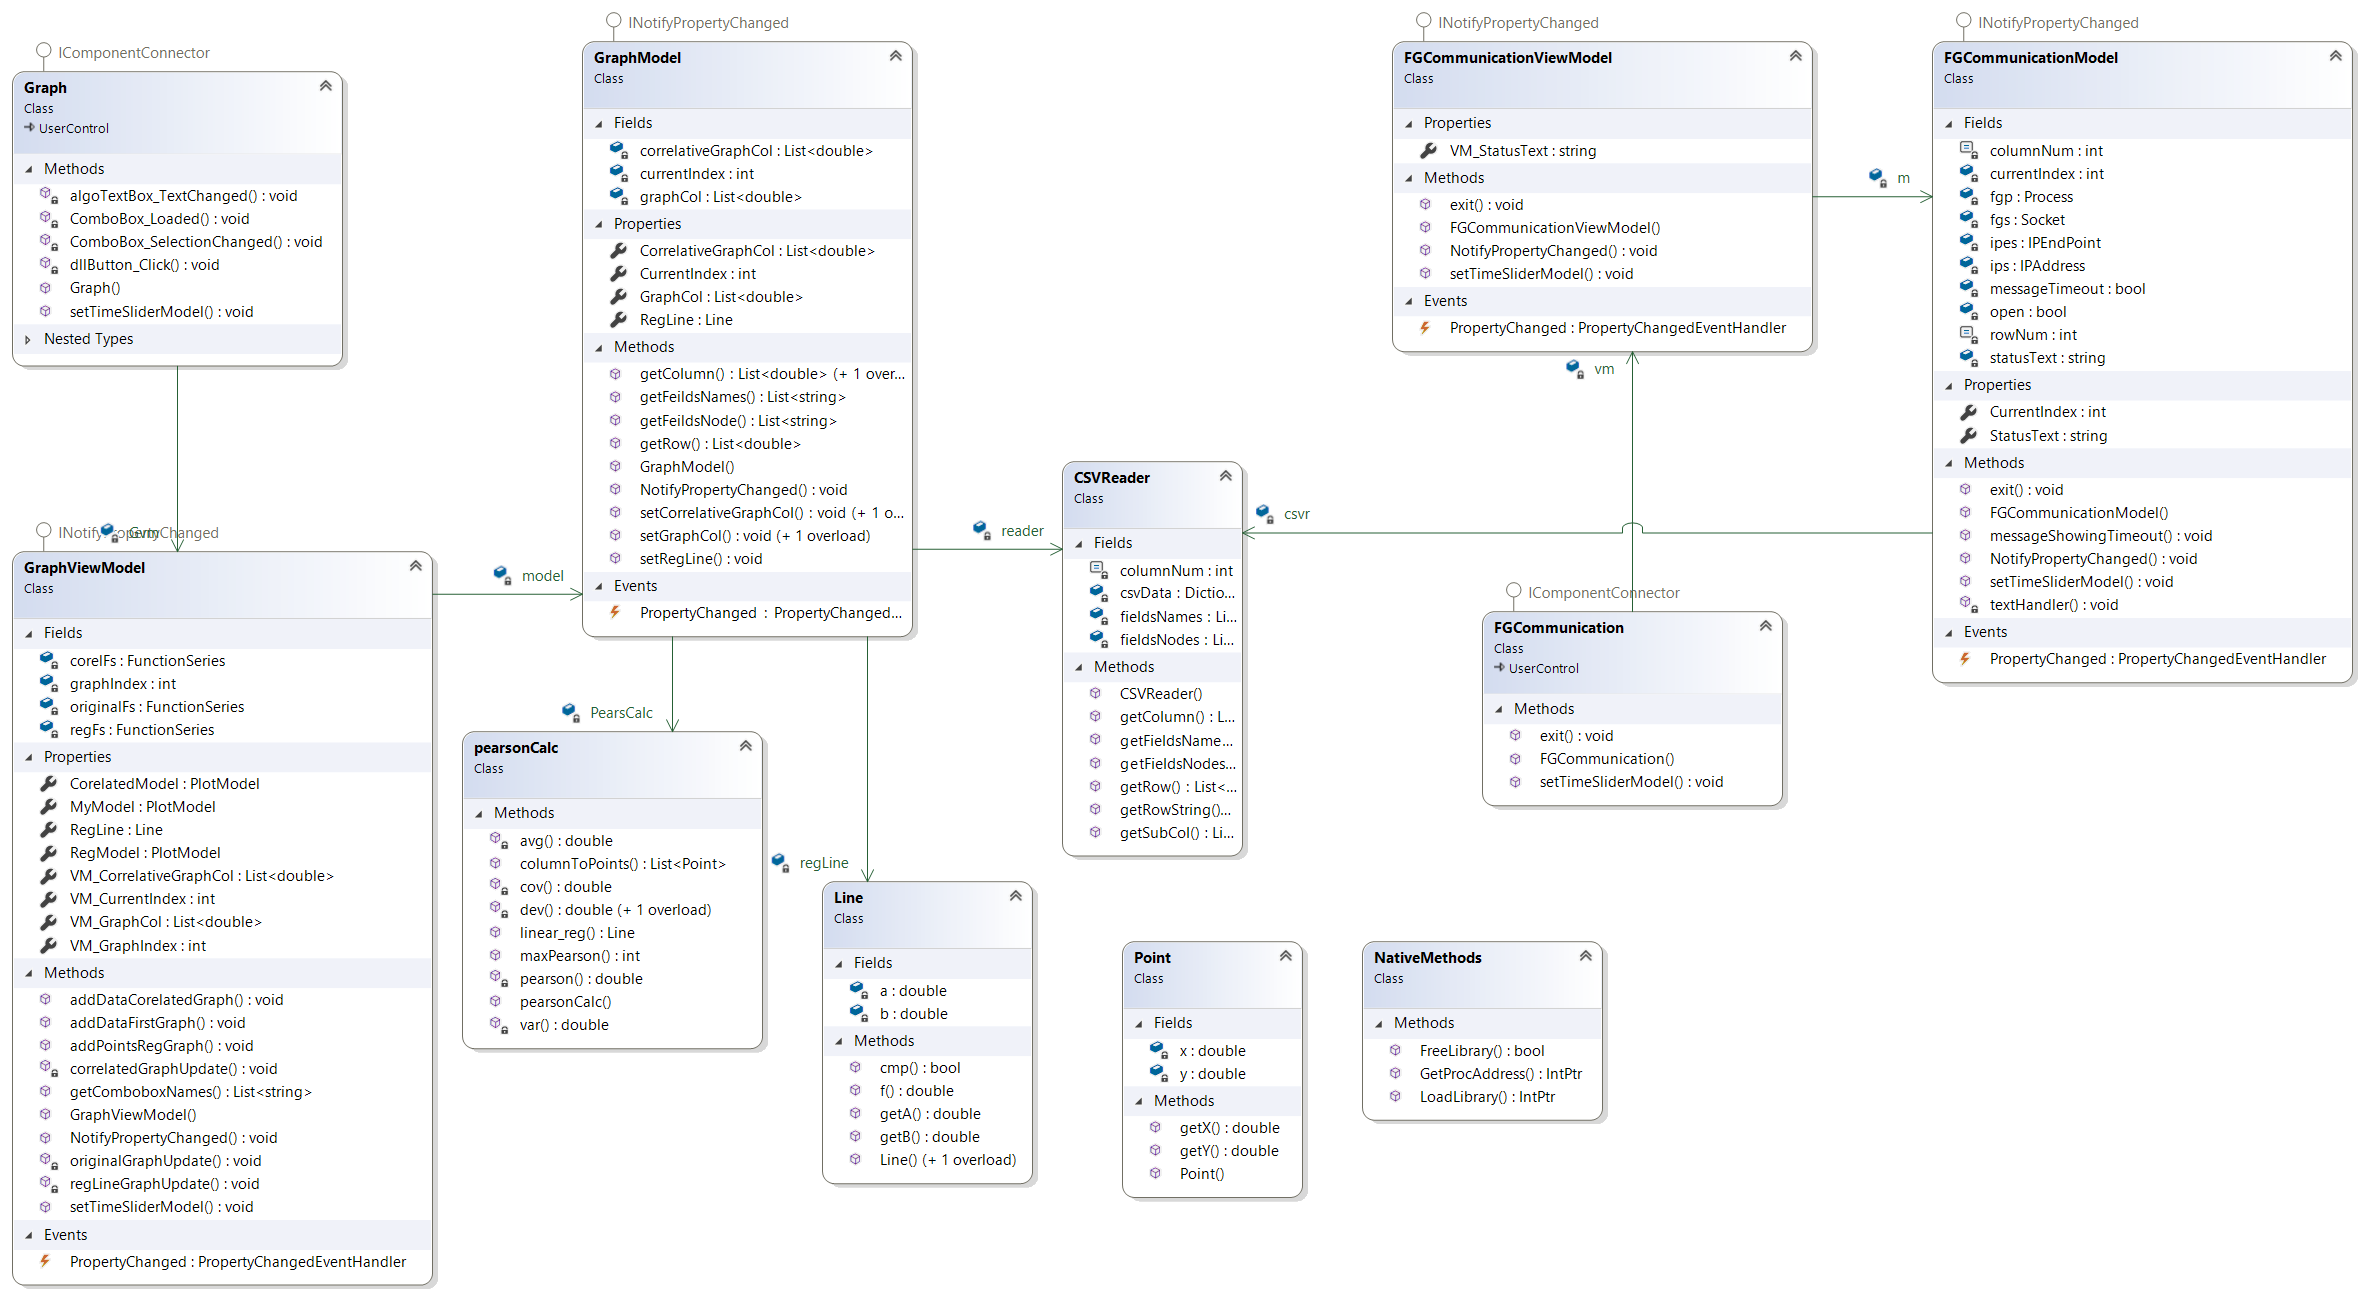 IComponentConnector
Graph
Class
UserControl
Methods
algoTextBox_TextChanged() : void
ComboBox_Loaded() : void
ComboBox_SelectionChanged() : void
dllButton_Click() : void
Graph()
setTimeSliderModel() : void
Nested Types
INotifyPropertyChanged
Gvm
GraphViewModel
Class
Fields
corelFs : FunctionSeries
graphIndex : int
originalFs : FunctionSeries
regFs : FunctionSeries
Properties
CorelatedModel : PlotModel
MyModel : PlotModel
RegLine : Line
RegModel : PlotModel
VM_CorrelativeGraphCol : List<double>
VM_CurrentIndex : int
VM_GraphCol : List<double>
VM_GraphIndex : int
Methods
addDataCorelatedGraph() : void
addDataFirstGraph() : void
addPointsRegGraph() : void
correlatedGraphUpdate() : void
getComboboxNames() : List<string>
GraphViewModel()
NotifyPropertyChanged() : void
originalGraphUpdate() : void
regLineGraphUpdate() : void
setTimeSliderModel() : void
Events
PropertyChanged : PropertyChangedEventHandler
model
INotifyPropertyChanged
GraphModel
Class
Fields
correlativeGraphCol : List<double>
currentIndex : int
graphCol : List<double>
Properties
CorrelativeGraphCol : List<double>
CurrentIndex : int
GraphCol : List<double>
RegLine : Line
Methods
getColumn() : List<double> (+ 1 over...
getFeildsNames() : List<string>
getFeildsNode() : List<string>
getRow() : List<double>
GraphModel()
NotifyPropertyChanged() : void
setCorrelativeGraphCol() : void (+ 1 o...
setGraphCol() : void (+ 1 overload)
setRegLine() : void
Events
PropertyChanged : PropertyChanged...
PearsCalc
pearsonCalc
Class
Methods
avg() : double
columnToPoints() : List<Point>
cov() : double
dev() : double (+ 1 overload)
linear_reg() : Line
maxPearson() : int
pearson() : double
pearsonCalc()
var() : double
regLine
Line
Class
Fields
a : double
b : double
Methods
cmp() : bool
f() : double
getA() : double
getB() : double
Line() (+ 1 overload)
reader
CSVReader
Class
Fields
columnNum : int
csvData : Dictio...
fieldsNames : Li...
fieldsNodes : Li...
Methods
CSVReader()
getColumn() : L...
getFieldsName...
getFieldsNodes...
getRow() : List<...
getRowString()...
getSubCol() : Li...
csvr
Point
Class
Fields
x : double
y : double
Methods
getX() : double
getY() : double
Point()
NativeMethods
Class
Methods
FreeLibrary() : bool
GetProcAddress() : IntPtr
LoadLibrary() : IntPtr
INotifyPropertyChanged
FGCommunicationViewModel
Class
Properties
VM_StatusText : string
Methods
exit() : void
FGCommunicationViewModel()
NotifyPropertyChanged() : void
setTimeSliderModel() : void
Events
PropertyChanged : PropertyChangedEventHandler
vm
IComponentConnector
FGCommunication
Class
UserControl
Methods
exit() : void
FGCommunication()
setTimeSliderModel() : void
m
INotifyPropertyChanged
FGCommunicationModel
Class
Fields
columnNum : int
currentIndex : int
fgp : Process
fgs : Socket
ipes : IPEndPoint
ips : IPAddress
messageTimeout : bool
open : bool
rowNum : int
statusText : string
Properties
CurrentIndex : int
StatusText : string
Methods
exit() : void
FGCommunicationModel()
messageShowingTimeout() : void
NotifyPropertyChanged() : void
setTimeSliderModel() : void
textHandler() : void
Events
PropertyChanged : PropertyChangedEventHandler